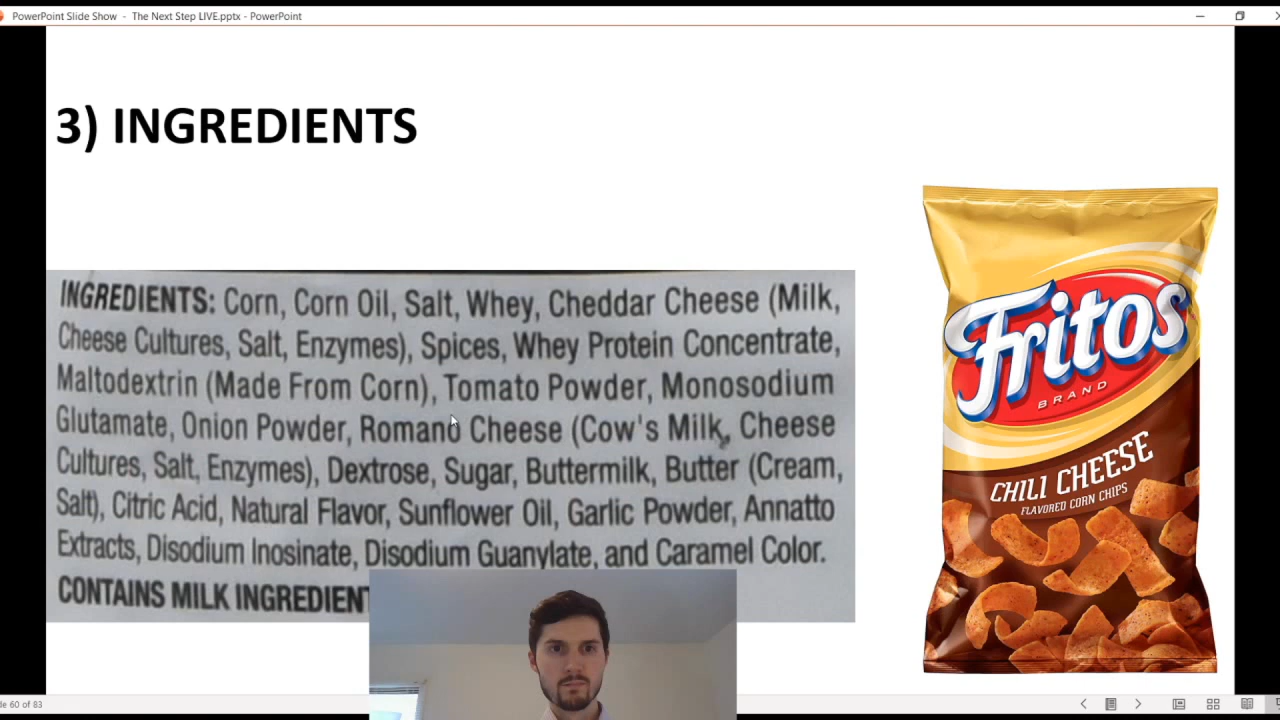 PowerPoint Slide Show - The Next Step LIVE.pptx - PowerPoint
3) INGREDIENTS
INGREDIENTS: Corn, Corn Oil, Salt, Whey, Cheddar Cheese (Milk,
Cheese Cultures, Salt, Enzymes), Spices, Whey Protein Concentrate,
Maltodextrin (Made From Corn), Tomato Powder, Monosodium
Glutamate, Onion Powder, Romano Cheese (Cow's Milk, Cheese
Cultures, Salt, Enzymes), Dextrose, Sugar, Buttermilk, Butter (Cream,
Salt), Citric Acid, Natural Flavor, Sunflower Oil, Garlic Powder, Annatto
Extracts, Disodium Inosinate, Disodium Guanylate, and Caramel Color.
CONTAINS MILK INGREDIENT
Fritos
BRAND
CHILI CHEESE
FLAVORED CORN CHIPS
de 60 of 83